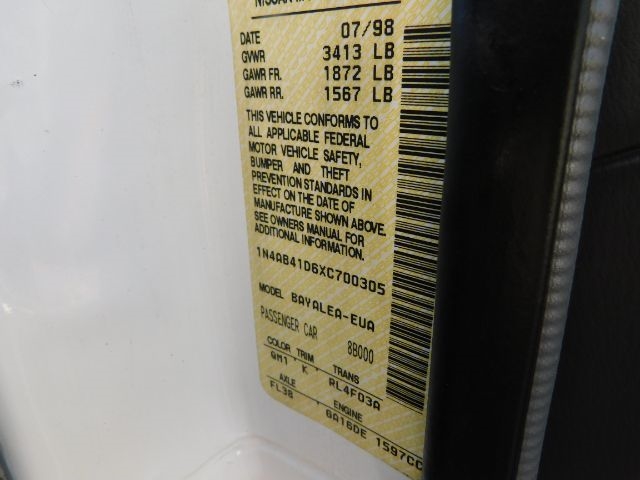 NISSAN
DATE 07/98
GVWR 3413 LB
GAWR FR. 1872 LB
GAWR RR. 1567 LB
THIS VEHICLE CONFORMS TO
ALL APPLICABLE FEDERAL
MOTOR VEHICLE SAFETY,
BUMPER AND THEFT
PREVENTION STANDARDS IN
EFFECT ON THE DATE OF
MANUFACTURE SHOWN ABOVE.
SEE OWNERS MANUAL FOR
ADDITIONAL INFORMATION.
1N4AB41D6XC700305
MODEL BAYALEA-EUA
PASSENGER CAR 8B000
COLOR TRIM TRANS
QM1 K RL4F03A
AXLE ENGINE
FL38 GA16DE 1597CC